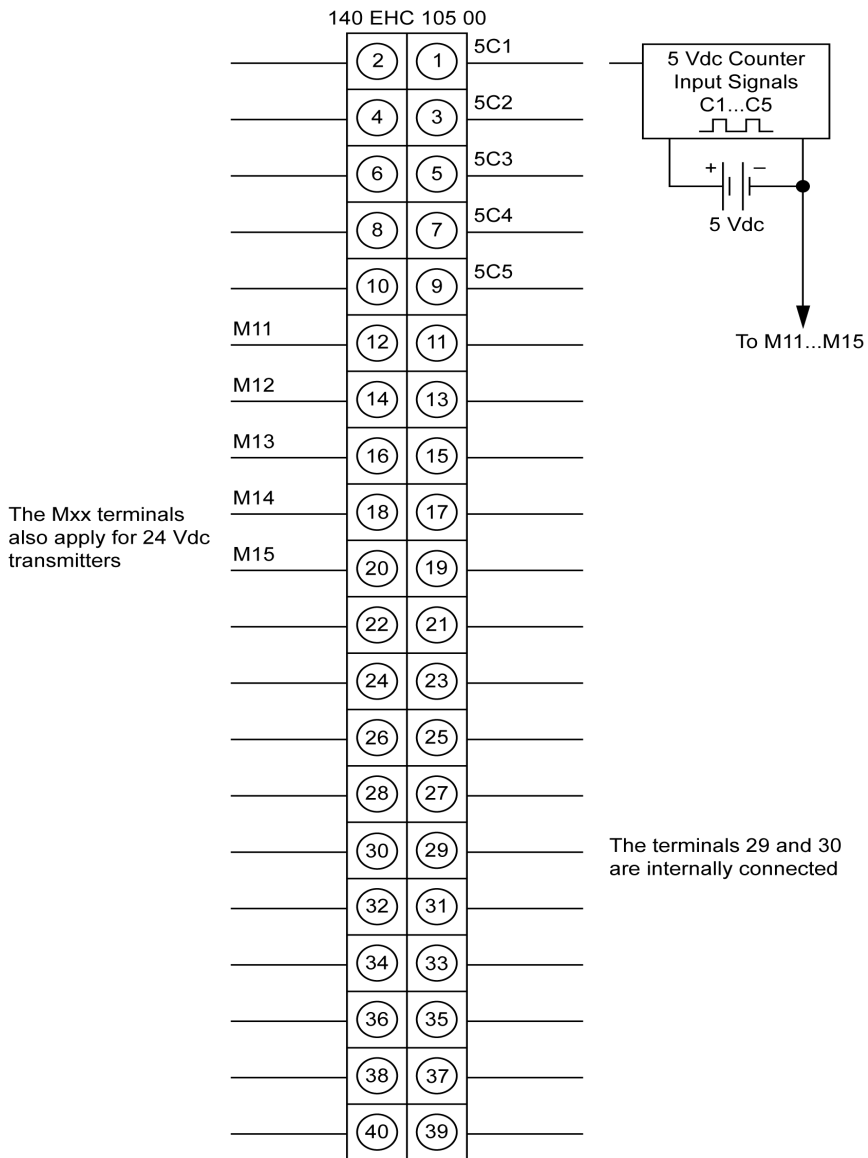 140 EHC 105 00
2 1 5C1
4 3 5C2
6 5 5C3
8 7 5C4
10 9 5C5
M11 12 11
M12 14 13
M13 16 15
M14 18 17
M15 20 19
22 21
24 23
26 25
28 27
30 29
32 31
34 33
36 35
38 37
40 39
5 Vdc Counter
Input Signals
C1...C5
+ –
5 Vdc
To M11...M15
The Mxx terminals
also apply for 24 Vdc
transmitters
The terminals 29 and 30
are internally connected